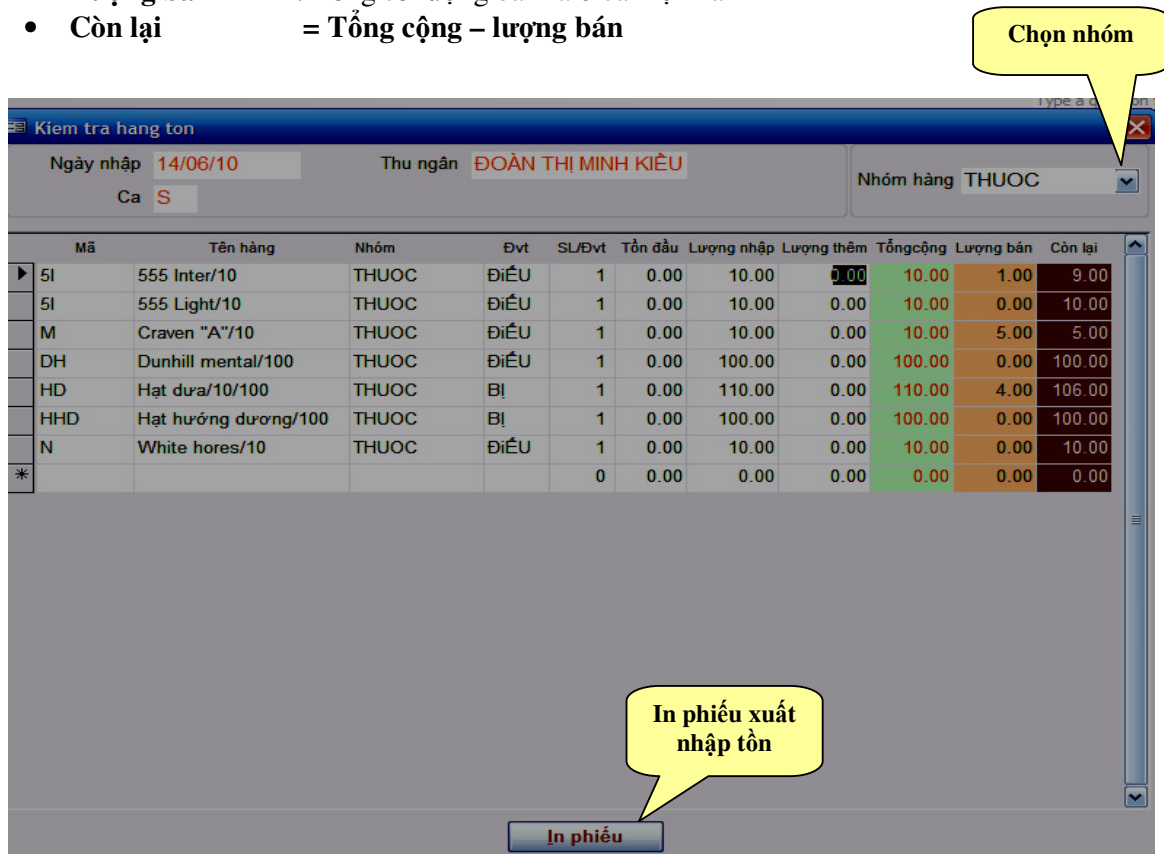 • Còn lại = Tổng cộng – lượng bán
Chọn nhóm
Kiem tra hang ton
Ngày nhập 14/06/10 Thu ngân ĐOÀN THỊ MINH KIỀU
Ca S
Nhóm hàng THUOC
Mã Tên hàng Nhóm Đvt SL/Đvt Tồn đầu Lượng nhập Lượng thêm Tổngcộng Lượng bán Còn lại
5I 555 Inter/10 THUOC ĐiẾU 1 0.00 10.00 0.00 10.00 1.00 9.00
5I 555 Light/10 THUOC ĐiẾU 1 0.00 10.00 0.00 10.00 0.00 10.00
M Craven "A"/10 THUOC ĐiẾU 1 0.00 10.00 0.00 10.00 5.00 5.00
DH Dunhill mental/100 THUOC ĐiẾU 1 0.00 100.00 0.00 100.00 0.00 100.00
HD Hạt dưa/10/100 THUOC BỊ 1 0.00 110.00 0.00 110.00 4.00 106.00
HHD Hạt hướng dương/100 THUOC BỊ 1 0.00 100.00 0.00 100.00 0.00 100.00
N White hores/10 THUOC ĐiẾU 1 0.00 10.00 0.00 10.00 0.00 10.00
* 0 0.00 0.00 0.00 0.00 0.00 0.00
In phiếu xuất
nhập tồn
In phiếu